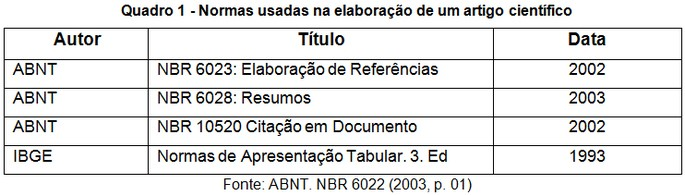 Quadro 1 - Normas usadas na elaboração de um artigo científico
Autor Título Data
ABNT NBR 6023: Elaboração de Referências 2002
ABNT NBR 6028: Resumos 2003
ABNT NBR 10520 Citação em Documento 2002
IBGE Normas de Apresentação Tabular. 3. Ed 1993
Fonte: ABNT. NBR 6022 (2003, p. 01)